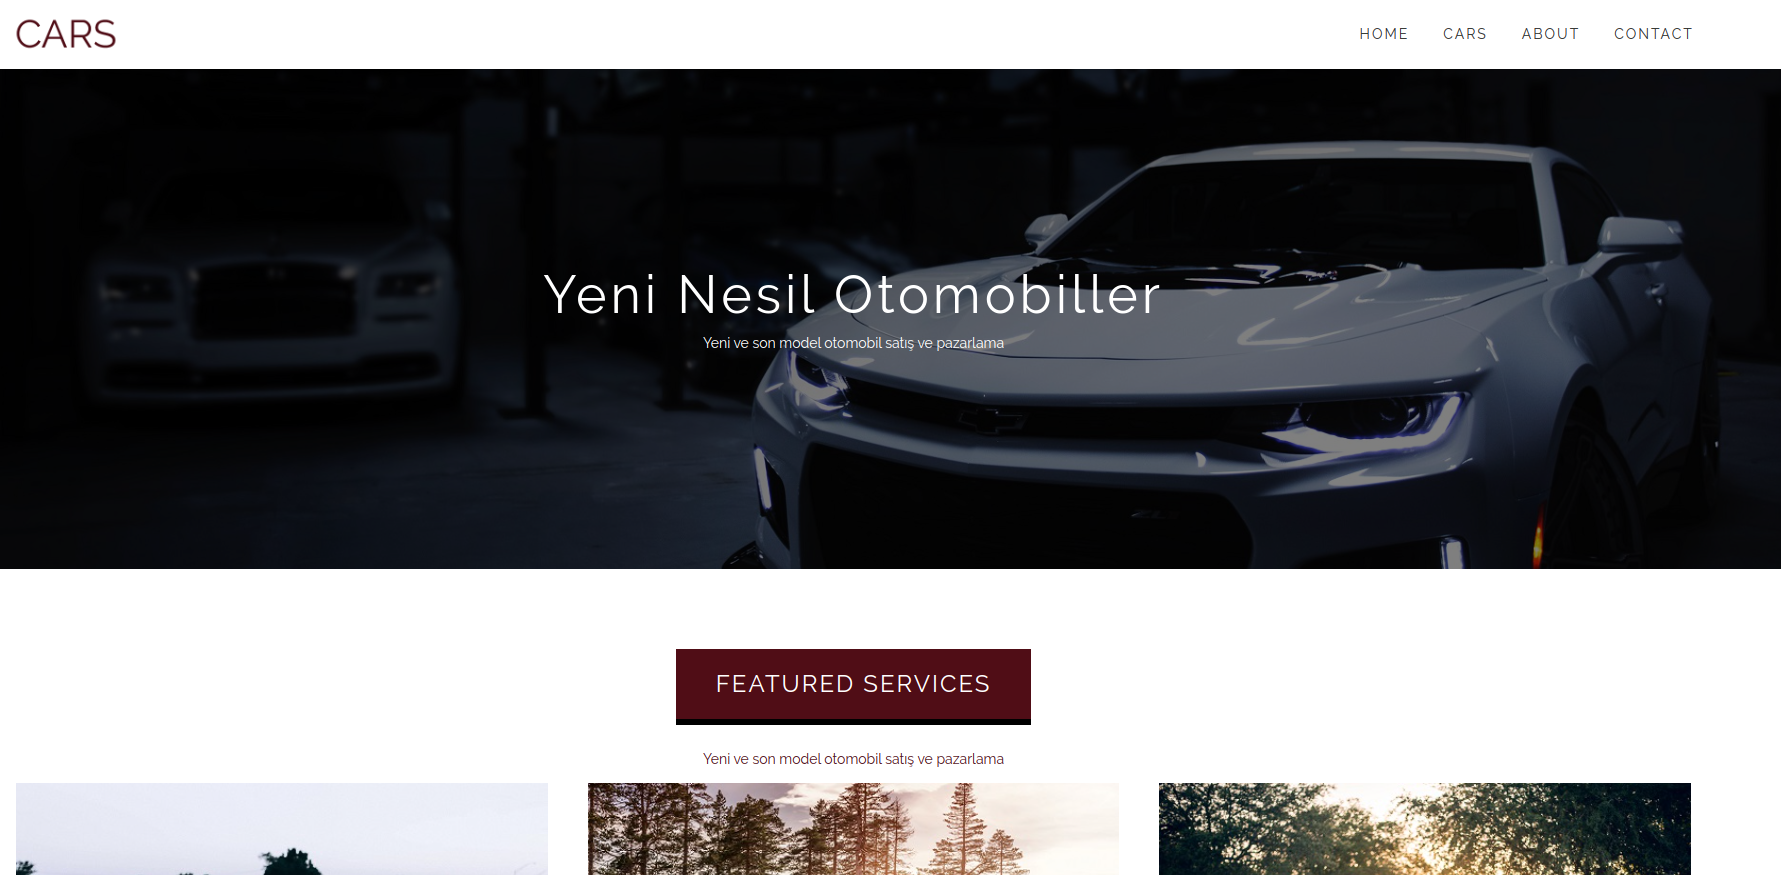 CARS
HOME CARS ABOUT CONTACT
Yeni Nesil Otomobiller
Yeni ve son model otomobil satış ve pazarlama
FEATURED SERVICES
Yeni ve son model otomobil satış ve pazarlama